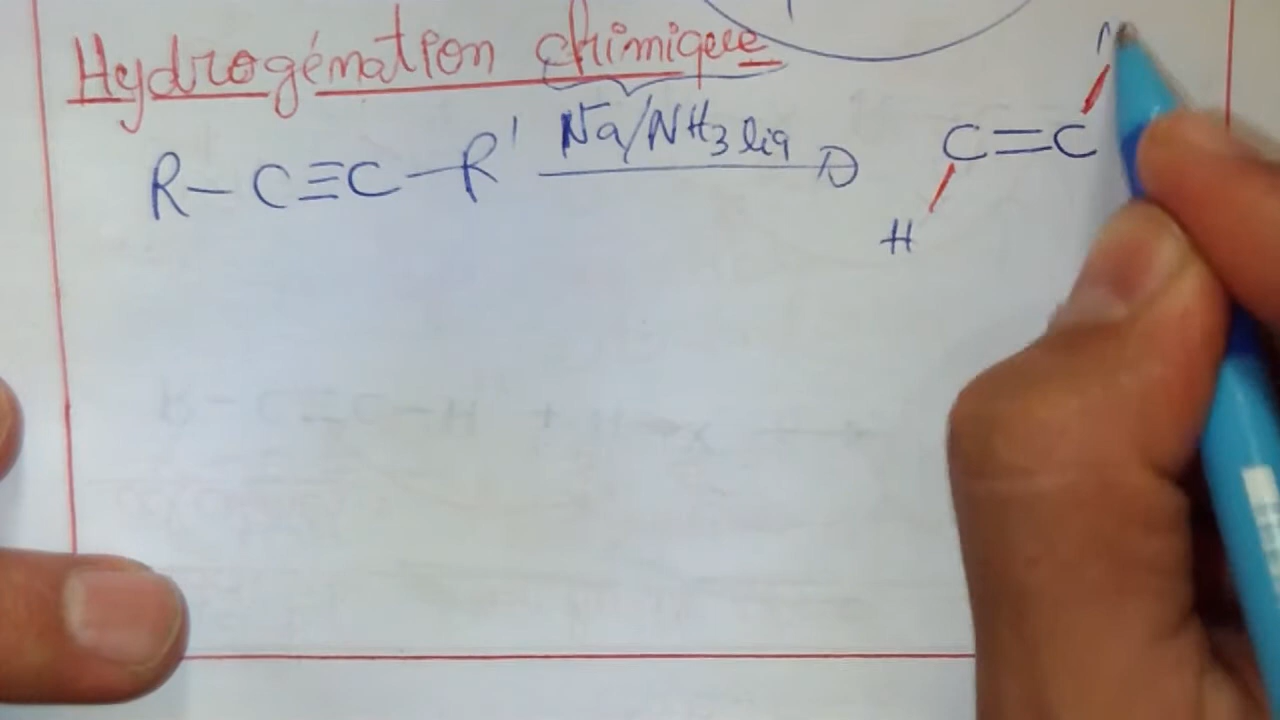 Hydrogénation chimique
R–C≡C–R' Na/NH3 liq → C=C
H